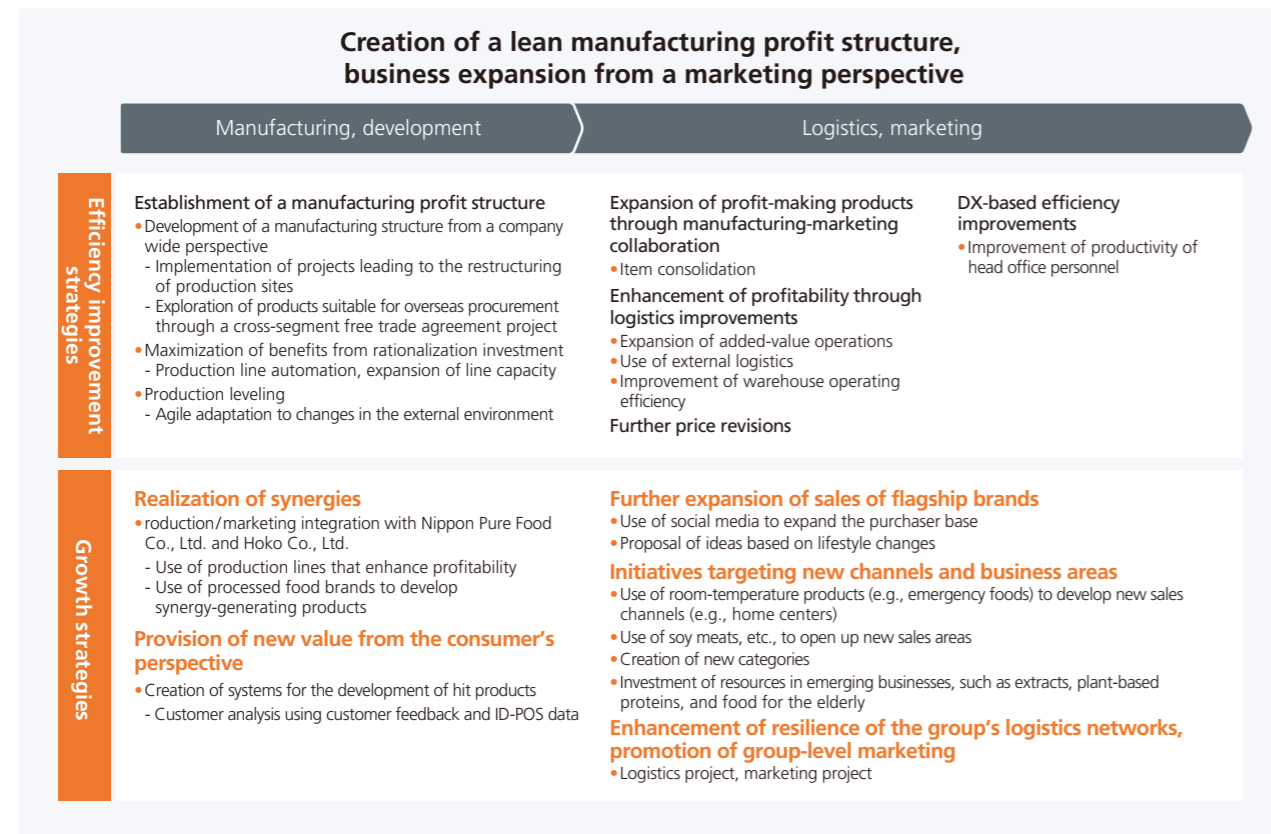 Creation of a lean manufacturing profit structure,
business expansion from a marketing perspective
Manufacturing, development
Logistics, marketing
Efficiency improvement
strategies
Establishment of a manufacturing profit structure
•Development of a manufacturing structure from a company
wide perspective
- Implementation of projects leading to the restructuring
of production sites
- Exploration of products suitable for overseas procurement
through a cross-segment free trade agreement project
•Maximization of benefits from rationalization investment
- Production line automation, expansion of line capacity
•Production leveling
- Agile adaptation to changes in the external environment
Expansion of profit-making products
through manufacturing-marketing
collaboration
•Item consolidation
Enhancement of profitability through
logistics improvements
•Expansion of added-value operations
•Use of external logistics
•Improvement of warehouse operating
efficiency
Further price revisions
DX-based efficiency
improvements
•Improvement of productivity of
head office personnel
Growth strategies
Realization of synergies
•roduction/marketing integration with Nippon Pure Food
Co., Ltd. and Hoko Co., Ltd.
- Use of production lines that enhance profitability
- Use of processed food brands to develop
synergy-generating products
Provision of new value from the consumer's
perspective
•Creation of systems for the development of hit products
- Customer analysis using customer feedback and ID-POS data
Further expansion of sales of flagship brands
•Use of social media to expand the purchaser base
•Proposal of ideas based on lifestyle changes
Initiatives targeting new channels and business areas
•Use of room-temperature products (e.g., emergency foods) to develop new sales
channels (e.g., home centers)
•Use of soy meats, etc., to open up new sales areas
•Creation of new categories
•Investment of resources in emerging businesses, such as extracts, plant-based
proteins, and food for the elderly
Enhancement of resilience of the group's logistics networks,
promotion of group-level marketing
•Logistics project, marketing project